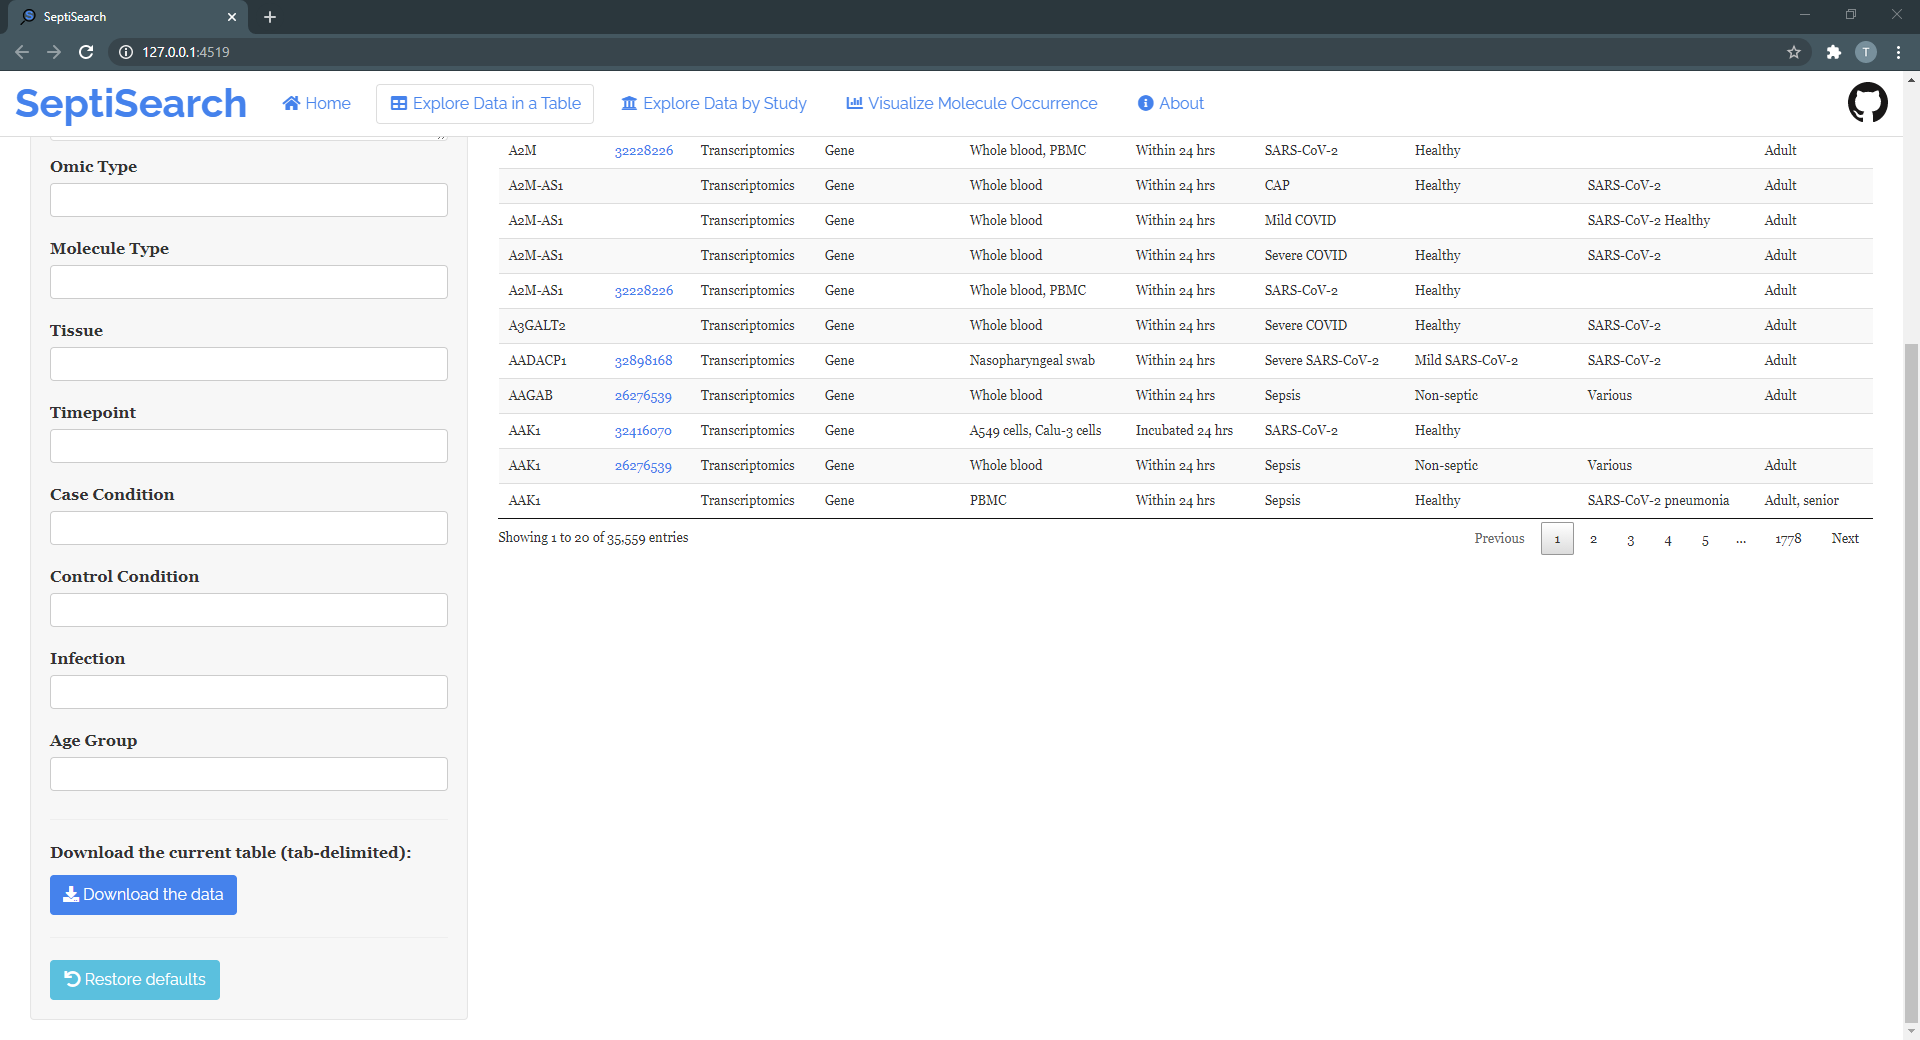 SeptiSearch
127.0.0.1:4519
T
SeptiSearch Home Explore Data in a Table Explore Data by Study Visualize Molecule Occurrence About
Omic Type
Molecule Type
Tissue
Timepoint
Case Condition
Control Condition
Infection
Age Group
Download the current table (tab-delimited):
Download the data
Restore defaults
A2M 32228226 Transcriptomics Gene Whole blood, PBMC Within 24 hrs SARS-CoV-2 Healthy Adult
A2M-AS1 Transcriptomics Gene Whole blood Within 24 hrs CAP Healthy SARS-CoV-2 Adult
A2M-AS1 Transcriptomics Gene Whole blood Within 24 hrs Mild COVID SARS-CoV-2 Healthy Adult
A2M-AS1 Transcriptomics Gene Whole blood Within 24 hrs Severe COVID Healthy SARS-CoV-2 Adult
A2M-AS1 32228226 Transcriptomics Gene Whole blood, PBMC Within 24 hrs SARS-CoV-2 Healthy Adult
A3GALT2 Transcriptomics Gene Whole blood Within 24 hrs Severe COVID Healthy SARS-CoV-2 Adult
AADACP1 32898168 Transcriptomics Gene Nasopharyngeal swab Within 24 hrs Severe SARS-CoV-2 Mild SARS-CoV-2 SARS-CoV-2 Adult
AAGAB 26276539 Transcriptomics Gene Whole blood Within 24 hrs Sepsis Non-septic Various Adult
AAK1 32416070 Transcriptomics Gene A549 cells, Calu-3 cells Incubated 24 hrs SARS-CoV-2 Healthy
AAK1 26276539 Transcriptomics Gene Whole blood Within 24 hrs Sepsis Non-septic Various Adult
AAK1 Transcriptomics Gene PBMC Within 24 hrs Sepsis Healthy SARS-CoV-2 pneumonia Adult, senior
Showing 1 to 20 of 35,559 entries
Previous 1 2 3 4 5 ... 1778 Next